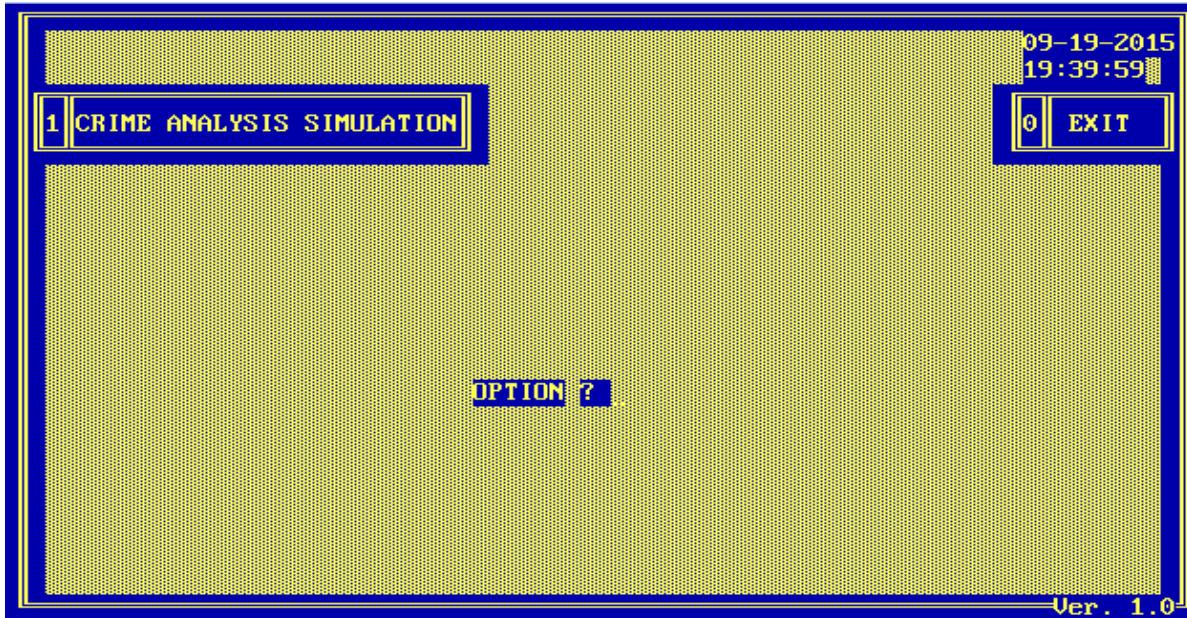 09-19-2015
19:39:59
1 CRIME ANALYSIS SIMULATION 0 EXIT
OPTION ?
Ver. 1.0